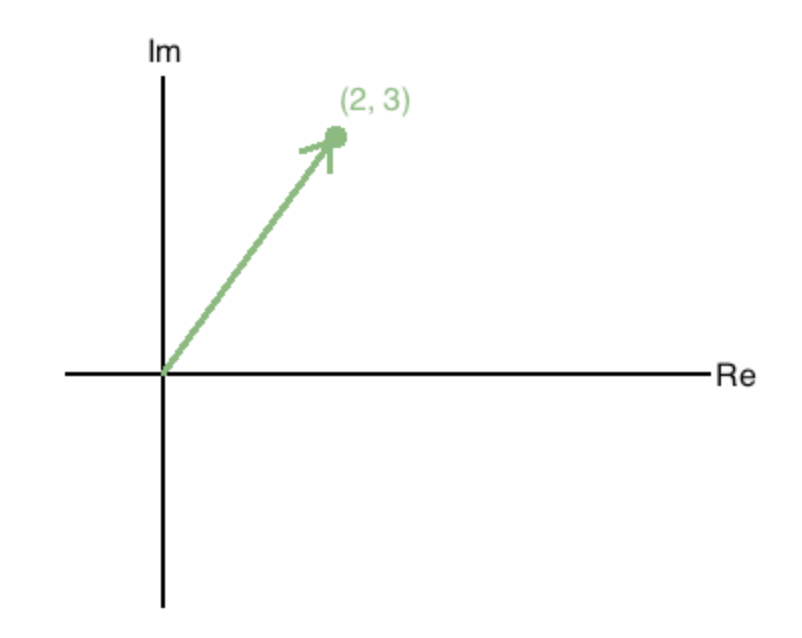 Im
(2, 3)
Re